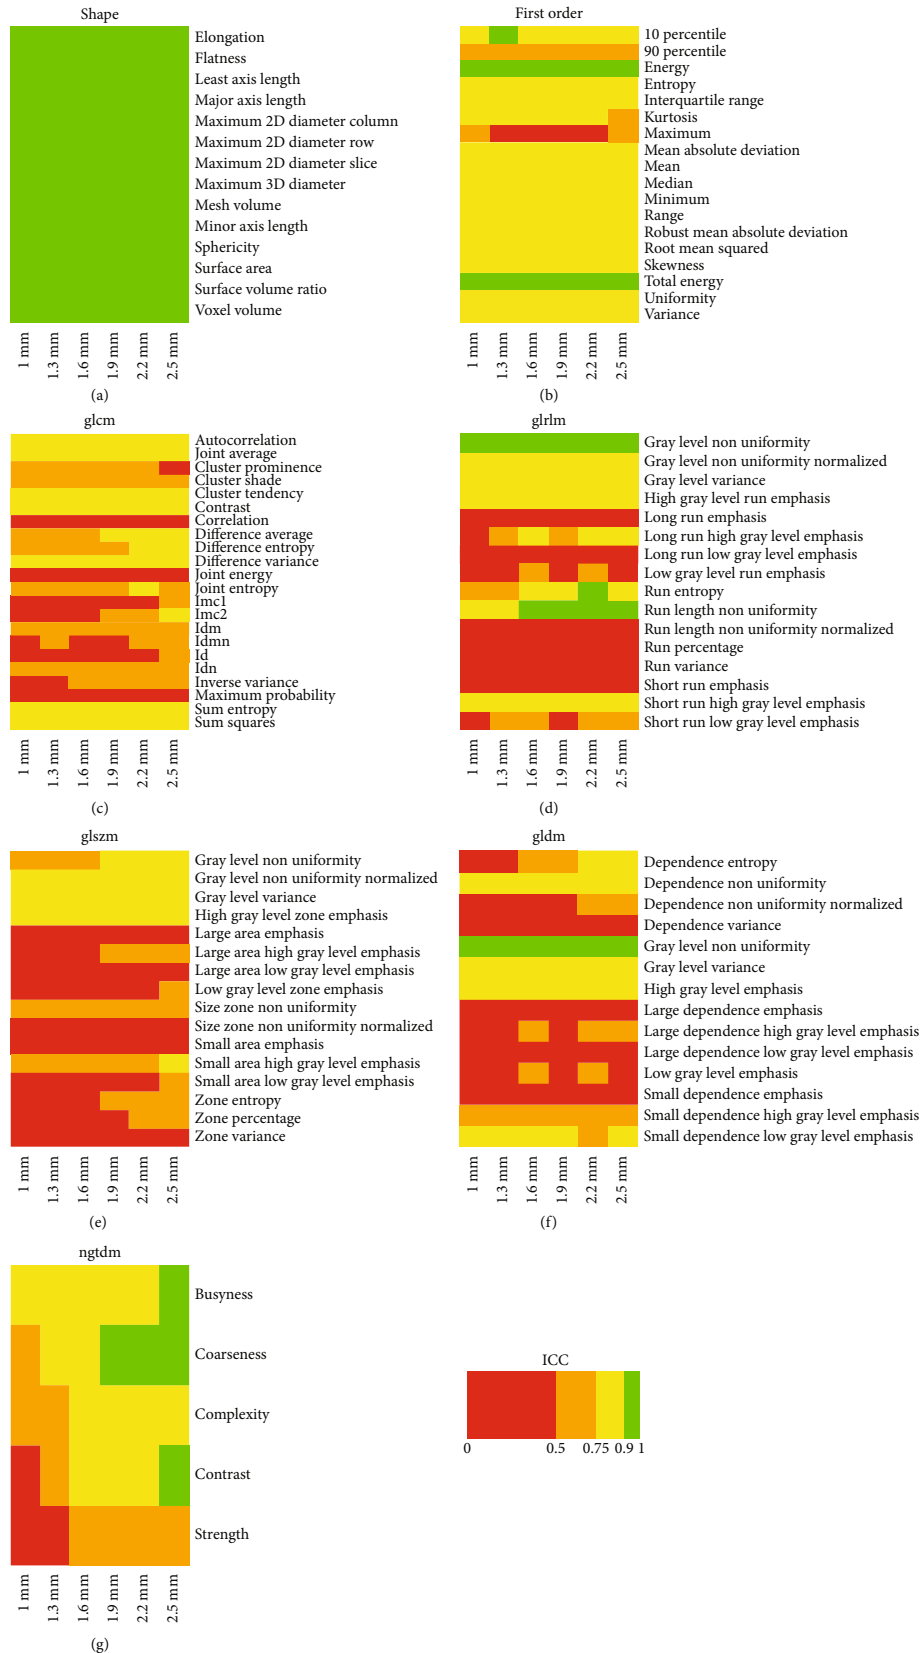 Shape
Elongation
Flatness
Least axis length
Major axis length
Maximum 2D diameter column
Maximum 2D diameter row
Maximum 2D diameter slice
Maximum 3D diameter
Mesh volume
Minor axis length
Sphericity
Surface area
Surface volume ratio
Voxel volume
1 mm
1.3 mm
1.6 mm
1.9 mm
2.2 mm
2.5 mm
(a)
First order
10 percentile
90 percentile
Energy
Entropy
Interquartile range
Kurtosis
Maximum
Mean absolute deviation
Mean
Median
Minimum
Range
Robust mean absolute deviation
Root mean squared
Skewness
Total energy
Uniformity
Variance
1 mm
1.3 mm
1.6 mm
1.9 mm
2.2 mm
2.5 mm
(b)
glcm
Autocorrelation
Joint average
Cluster prominence
Cluster shade
Cluster tendency
Contrast
Correlation
Difference average
Difference entropy
Difference variance
Joint energy
Joint entropy
Imc1
Imc2
Idm
Idmn
Id
Idn
Inverse variance
Maximum probability
Sum entropy
Sum squares
1 mm
1.3 mm
1.6 mm
1.9 mm
2.2 mm
2.5 mm
(c)
glrlm
Gray level non uniformity
Gray level non uniformity normalized
Gray level variance
High gray level run emphasis
Long run emphasis
Long run high gray level emphasis
Long run low gray level emphasis
Low gray level run emphasis
Run entropy
Run length non uniformity
Run length non uniformity normalized
Run percentage
Run variance
Short run emphasis
Short run high gray level emphasis
Short run low gray level emphasis
1 mm
1.3 mm
1.6 mm
1.9 mm
2.2 mm
2.5 mm
(d)
glszm
Gray level non uniformity
Gray level non uniformity normalized
Gray level variance
High gray level zone emphasis
Large area emphasis
Large area high gray level emphasis
Large area low gray level emphasis
Low gray level zone emphasis
Size zone non uniformity
Size zone non uniformity normalized
Small area emphasis
Small area high gray level emphasis
Small area low gray level emphasis
Zone entropy
Zone percentage
Zone variance
1 mm
1.3 mm
1.6 mm
1.9 mm
2.2 mm
2.5 mm
(e)
gldm
Dependence entropy
Dependence non uniformity
Dependence non uniformity normalized
Dependence variance
Gray level non uniformity
Gray level variance
High gray level emphasis
Large dependence emphasis
Large dependence high gray level emphasis
Large dependence low gray level emphasis
Low gray level emphasis
Small dependence emphasis
Small dependence high gray level emphasis
Small dependence low gray level emphasis
1 mm
1.3 mm
1.6 mm
1.9 mm
2.2 mm
2.5 mm
(f)
ngtdm
Busyness
Coarseness
Complexity
Contrast
Strength
1 mm
1.3 mm
1.6 mm
1.9 mm
2.2 mm
2.5 mm
(g)
ICC
0 0.5 0.75 0.9 1